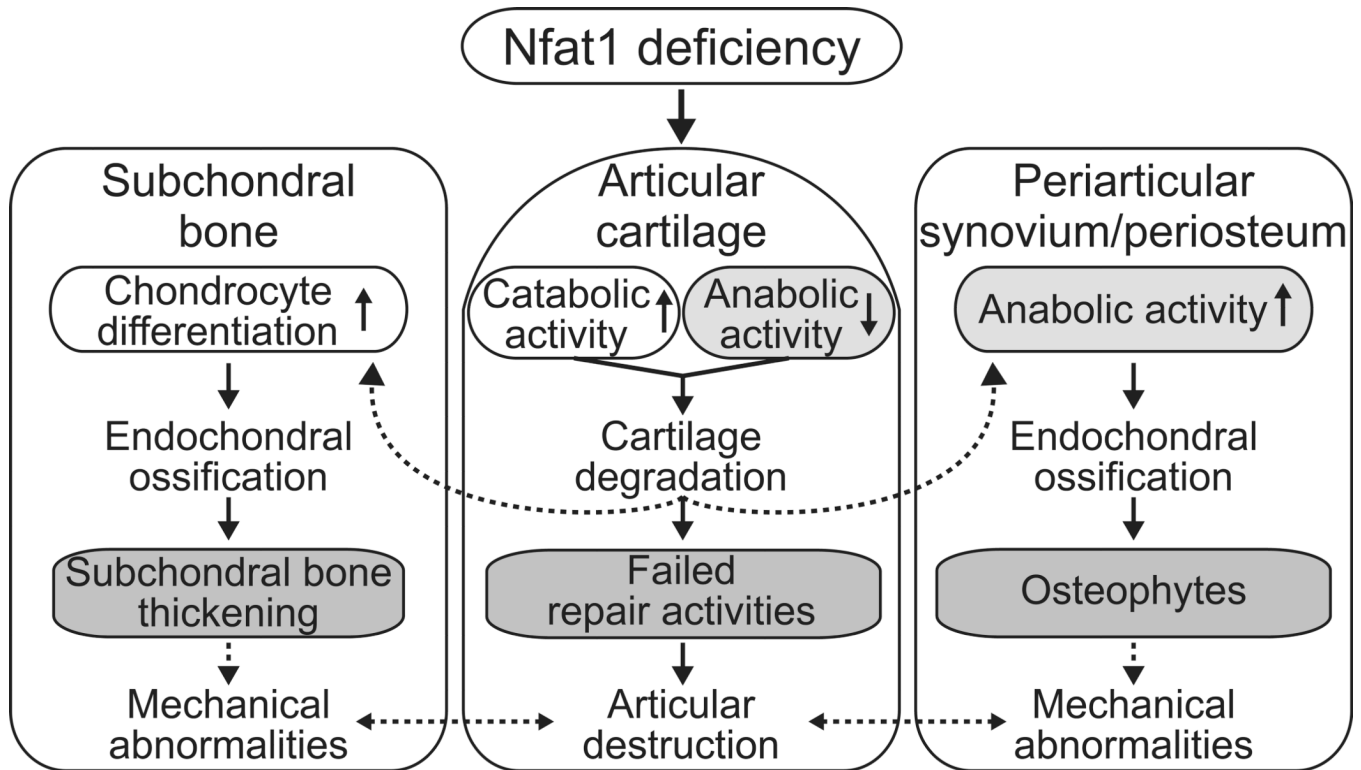 Nfat1 deficiency
Subchondral
bone
Chondrocyte
differentiation
Endochondral
ossification
Subchondral bone
thickening
Mechanical
abnormalities
Articular
cartilage
Catabolic
activity
Anabolic
activity
Cartilage
degradation
Failed
repair activities
Articular
destruction
Periarticular
synovium/periosteum
Anabolic activity
Endochondral
ossification
Osteophytes
Mechanical
abnormalities